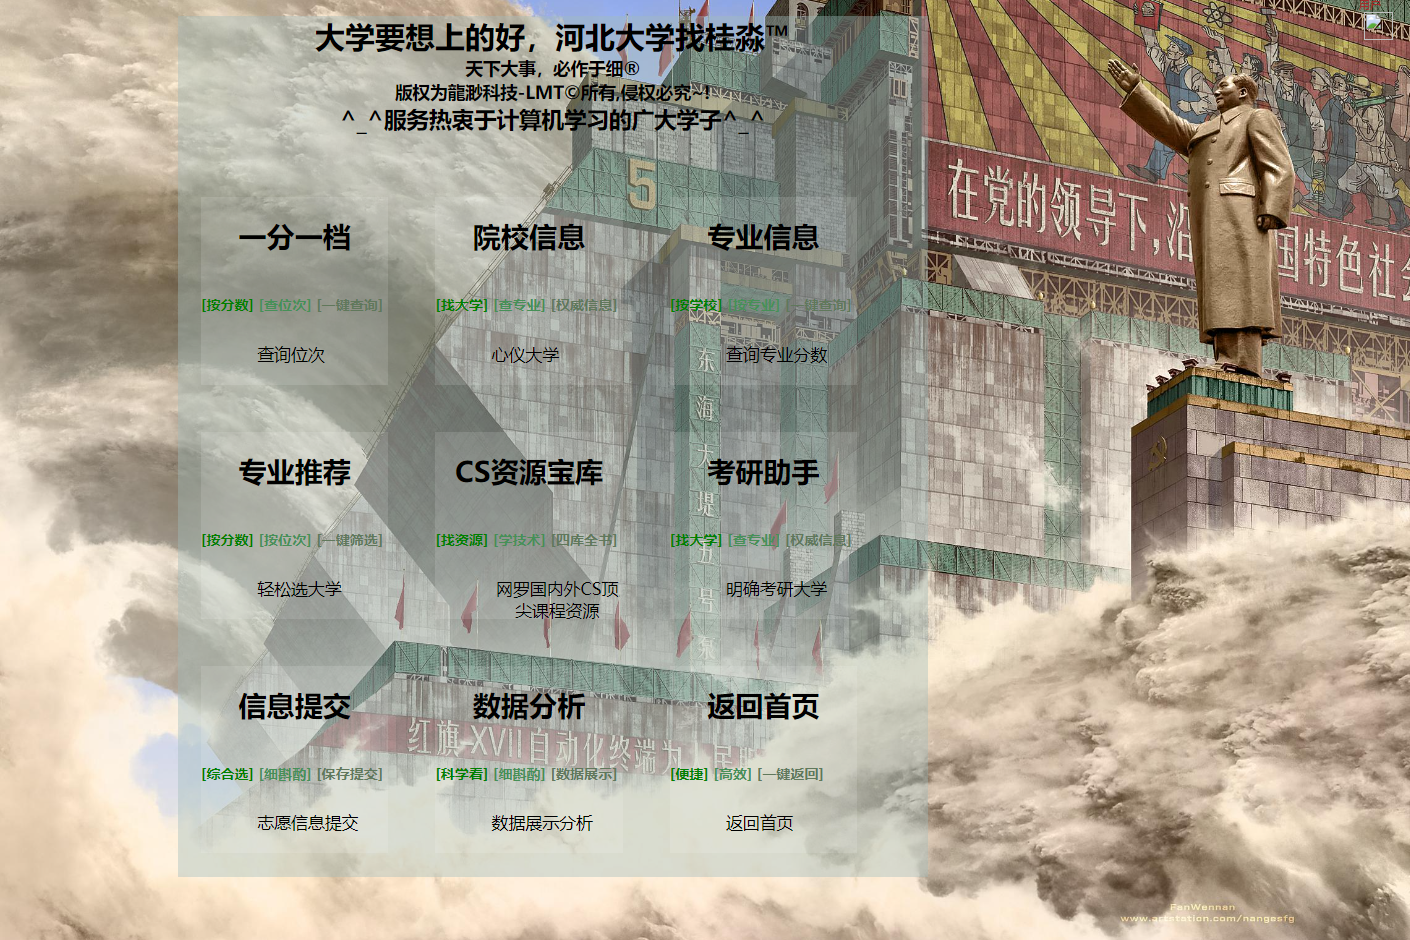 用户
大学要想上的好，河北大学找桂淼™
天下大事，必作于细®
版权为龍渺科技-LMT©所有,侵权必究~!
^_^服务热衷于计算机学习的广大学子^_^
5
在党的领导下,沿
国特色社会
一分一档
[按分数] [查位次] [一键查询]
查询位次
院校信息
[找大学] [查专业] [权威信息]
心仪大学
专业信息
[按学校] [按专业] [一键查询]
查询专业分数
东海大堤五号泵
专业推荐
[按分数] [按位次] [一键筛选]
轻松选大学
CS资源宝库
[找资源] [学技术] [四库全书]
网罗国内外CS顶
尖课程资源
考研助手
[找大学] [查专业] [权威信息]
明确考研大学
信息提交
[综合选] [细斟酌] [保存提交]
志愿信息提交
数据分析
[科学看] [细斟酌] [数据展示]
数据展示分析
返回首页
[便捷] [高效] [一键返回]
返回首页
红旗-XVII自动化终端为人民
FanWennan
www.artstation.com/nangesfg